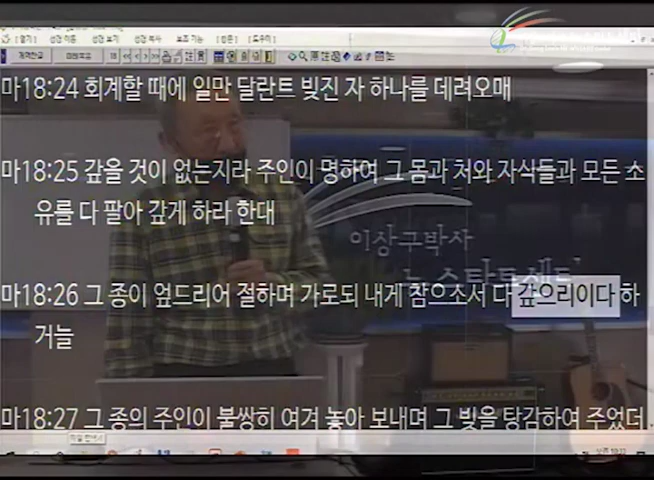 마18:24 회계할 때에 일만 달란트 빚진 자 하나를 데려오매
마18:25 갚을 것이 없는지라 주인이 명하여 그 몸과 처와 자식들과 모든 소
유를 다 팔아 갚게 하라 한대
이상구박사
뉴스타트센터
마18:26 그 종이 엎드리어 절하며 가로되 내게 참으소서 다 갚으리이다 하
거늘
마18:27 그 종의 주인이 불쌍히 여겨 놓아 보내며 그 빚을 탕감하여 주었더